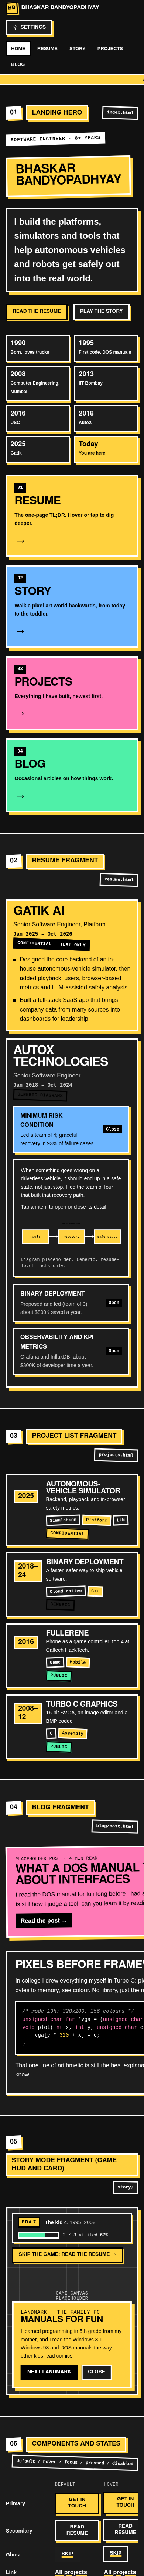 BB BHASKAR BANDYOPADHYAY
SETTINGS
HOME RESUME STORY PROJECTS
BLOG
01 LANDING HERO index.html
SOFTWARE ENGINEER · 8+ YEARS
BHASKAR
BANDYOPADHYAY
I build the platforms,
simulators and tools that
help autonomous vehicles
and robots get safely out
into the real world.
READ THE RESUME PLAY THE STORY
1990
Born, loves trucks
1995
First code, DOS manuals
2008
Computer Engineering,
Mumbai
2013
IIT Bombay
2016
USC
2018
AutoX
2025
Gatik
Today
You are here
01
RESUME
The one-page TL;DR. Hover or tap to dig
deeper.
→
02
STORY
Walk a pixel-art world backwards, from today
to the toddler.
→
03
PROJECTS
Everything I have built, newest first.
→
04
BLOG
Occasional articles on how things work.
→
02 RESUME FRAGMENT
resume.html
GATIK AI
Senior Software Engineer, Platform
Jan 2025 – Oct 2026
CONFIDENTIAL · TEXT ONLY
Designed the core backend of an in-
house autonomous-vehicle simulator, then
added playback, users, browser-based
metrics and LLM-assisted safety analysis.
Built a full-stack SaaS app that brings
company data from many sources into
dashboards for leadership.
AUTOX
TECHNOLOGIES
Senior Software Engineer
Jan 2018 – Oct 2024
MINIMUM RISK
CONDITION
Led a team of 4: graceful
recovery in 93% of failure cases.
Close
When something goes wrong on a
driverless vehicle, it should end up in a safe
state, not just stop. I led the team of four
that built that recovery path.
Tap an item to open or close its detail.
Fault Recovery Safe state
Diagram placeholder. Generic, resume-
level facts only.
BINARY DEPLOYMENT
Proposed and led (team of 3);
about $800K saved a year.
Open
OBSERVABILITY AND KPI
METRICS
Grafana and InfluxDB; about
$300K of developer time a year.
Open
03 PROJECT LIST FRAGMENT
projects.html
2025
AUTONOMOUS-
VEHICLE SIMULATOR
Backend, playback and in-browser
safety metrics.
Simulation Platform LLM
CONFIDENTIAL
2018–
24
BINARY DEPLOYMENT
A faster, safer way to ship vehicle
software.
Cloud native C++
2016
FULLERENE
Phone as a game controller; top 4 at
Caltech HackTech.
Game Mobile
PUBLIC
2008–
12
TURBO C GRAPHICS
16-bit SVGA, an image editor and a
BMP codec.
C Assembly
PUBLIC
04 BLOG FRAGMENT
blog/post.html
PLACEHOLDER POST · 4 MIN READ
WHAT A DOS MANUAL
ABOUT INTERFACES
I read the DOS manual for fun long before I had
is still how I judge a tool: can you learn it by readi
Read the post →
PIXELS BEFORE FRAMEW
In college I drew everything myself in Turbo C: pi
bytes to memory, see colour. No library, just the
/* mode 13h: 320x200, 256 colours */
unsigned char far *vga = (unsigned char
void plot(int x, int y, unsigned char c
vga[y * 320 + x] = c;
}
That one line of arithmetic is still the best explana
know.
05
STORY MODE FRAGMENT (GAME
HUD AND CARD)
story/
ERA 7 The kid c. 1995–2008
2 / 3 visited 67%
SKIP THE GAME: READ THE RESUME →
GAME CANVAS
PLACEHOLDER
LANDMARK · THE FAMILY PC
MANUALS FOR FUN
I learned programming in 5th grade from my
dad, who I read the Windows 3.1,
Windows 98 and DOS manuals the way
other kids read comics.
NEXT LANDMARK CLOSE
06 COMPONENTS AND STATES
default / hover / focus / pressed / disabled
DEFAULT HOVER
Primary GET IN
TOUCH GET IN
TOUCH
Secondary READ
RESUME READ
RESUME
Ghost SKIP SKIP
Link All projects All projects